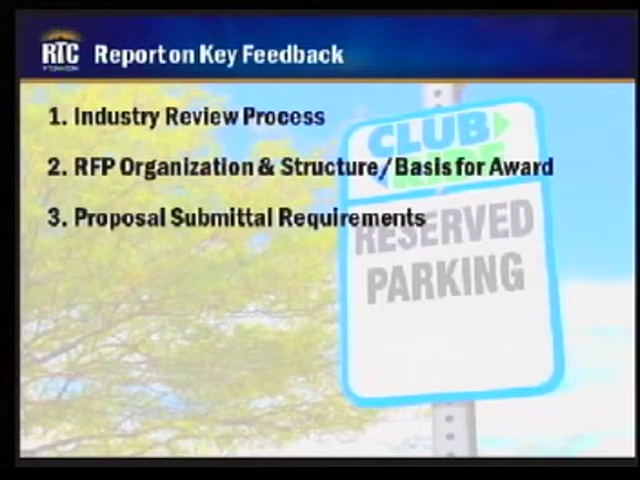 RTC
Report on Key Feedback
1. Industry Review Process
2. RFP Organization & Structure/Basis for Award
3. Proposal Submittal Requirements
CLUB
RIDE
RESERVED
PARKING